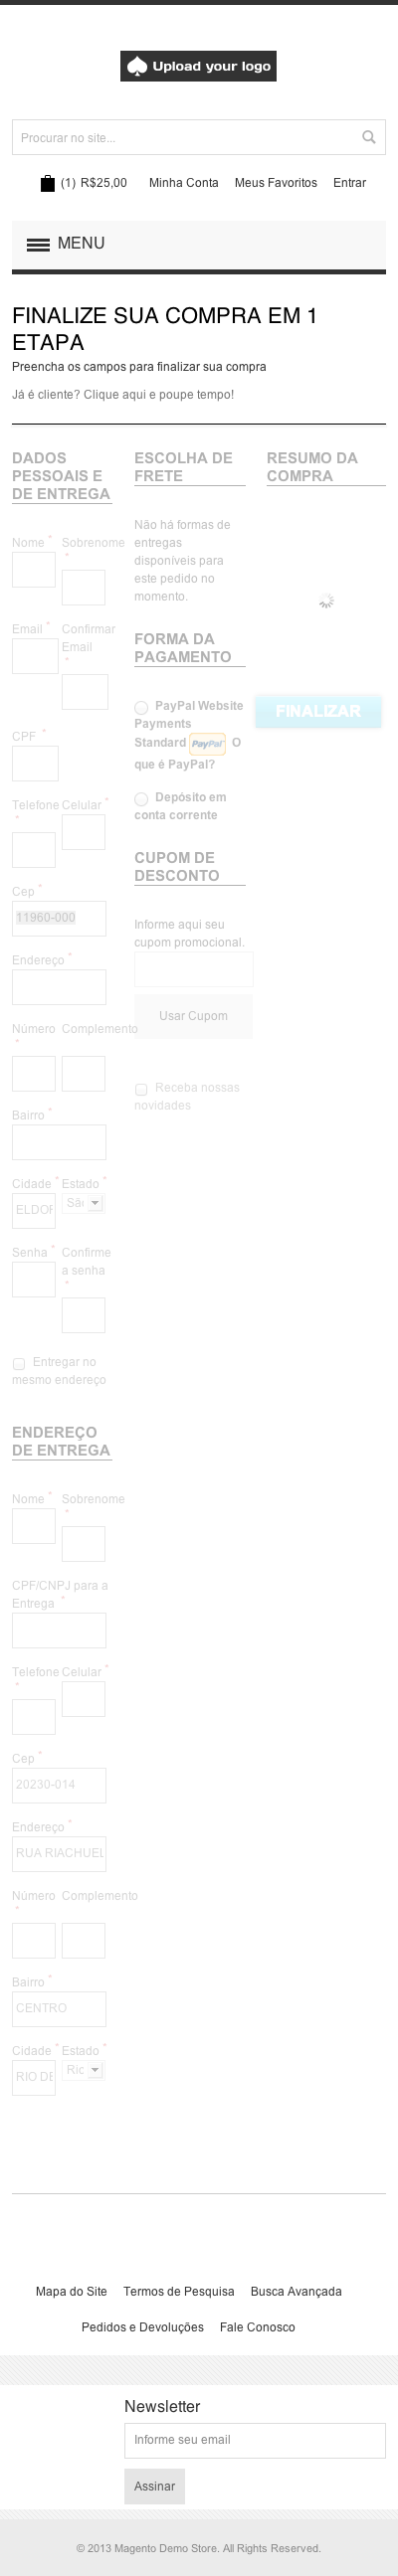 Upload your logo
Procurar no site...
(1) R$25,00 Minha Conta Meus Favoritos Entrar
MENU
FINALIZE SUA COMPRA EM 1
ETAPA
Preencha os campos para finalizar sua compra
Já é cliente? Clique aqui e poupe tempo!
DADOS
PESSOAIS E
DE ENTREGA
Nome * Sobrenome
*
Email * Confirmar
Email
*
CPF *
Telefone Celular *
*
Cep *
11960-000
Endereço *
Número Complemento
*
Bairro *
Cidade * Estado *
Senha * Confirme
a senha
*
Entregar no
mesmo endereço
ENDEREÇO
DE ENTREGA
Nome * Sobrenome
*
CPF/CNPJ para a
Entrega *
Telefone Celular *
*
Cep *
20230-014
Endereço *
RUA RIACHUEL
Número Complemento
*
Bairro *
CENTRO
Cidade * Estado *
RIO DE
ESCOLHA DE
FRETE
Não há formas de
entregas
disponíveis para
este pedido no
momento.
FORMA DA
PAGAMENTO
PayPal Website
Payments
Standard PayPal O
que é PayPal?
Depósito em
conta corrente
CUPOM DE
DESCONTO
Informe aqui seu
cupom promocional.
Usar Cupom
Receba nossas
novidades
RESUMO DA
COMPRA
FINALIZAR
Mapa do Site Termos de Pesquisa Busca Avançada
Pedidos e Devoluções Fale Conosco
Newsletter
Informe seu email
Assinar
© 2013 Magento Demo Store. All Rights Reserved.